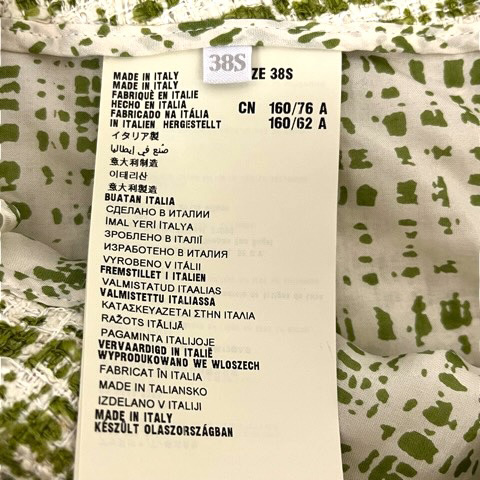 38S
ZE 38S
MADE IN ITALY
MADE IN ITALY
FABRIQUÉ EN ITALIE
HECHO EN ITALIA
FABRICADO NA ITÁLIA
IN ITALIEN HERGESTELLT
CN 160/76 A
160/62 A
イタリア製
صنع في إيطاليا
意大利制造
이테리산
意大利製造
BUATAN ITALIA
СДЕЛАНО В ИТАЛИИ
İMAL YERİ İTALYA
ЗРОБЛЕНО В ІТАЛІЇ
ИЗРАБОТЕНО В ИТАЛИЯ
VYROBENO V ITÁLII
FREMSTILLET I ITALIEN
VALMISTATUD ITAALIAS
VALMISTETTU ITALIASSA
ΚΑΤΑΣΚΕΥΑΖΕΤΑΙ ΣΤΗΝ ΙΤΑΛΙΑ
RAŽOTS ITĀLIJĀ
PAGAMINTA ITALIJOJE
VERVAARDIGD IN ITALIË
WYPRODUKOWANO WE WLOSZECH
FABRICAT ÎN ITALIA
MADE IN TALIANSKO
IZDELANO V ITALIJI
MADE IN ITALY
KÉSZÜLT OLASZORSZÁGBAN